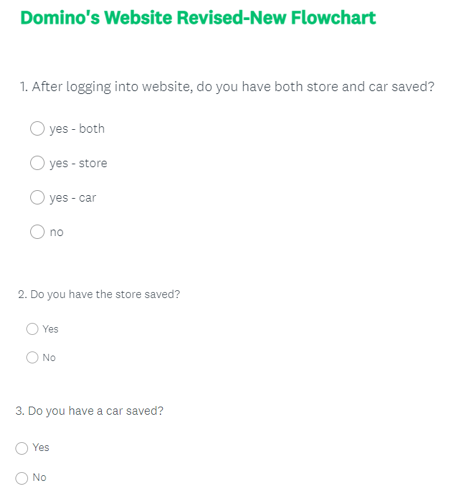 Domino's Website Revised-New Flowchart
1. After logging into website, do you have both store and car saved?
yes - both
yes - store
yes - car
no
2. Do you have the store saved?
Yes
No
3. Do you have a car saved?
Yes
No